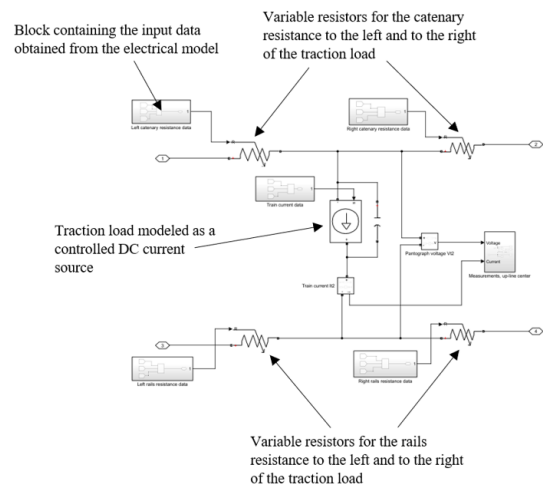 Block containing the input data
obtained from the electrical model
Variable resistors for the catenary
resistance to the left and to the right
of the traction load
Left catenary resistance data
Right catenary resistance data
R
R
1
2
Train current data
Traction load modeled as a
controlled DC current
source
Pantograph voltage Vt2
Voltage
Current
Measurements, up-line center
Train current It2
R
R
3
4
Left rails resistance data
Right rails resistance data
Variable resistors for the rails
resistance to the left and to the right
of the traction load